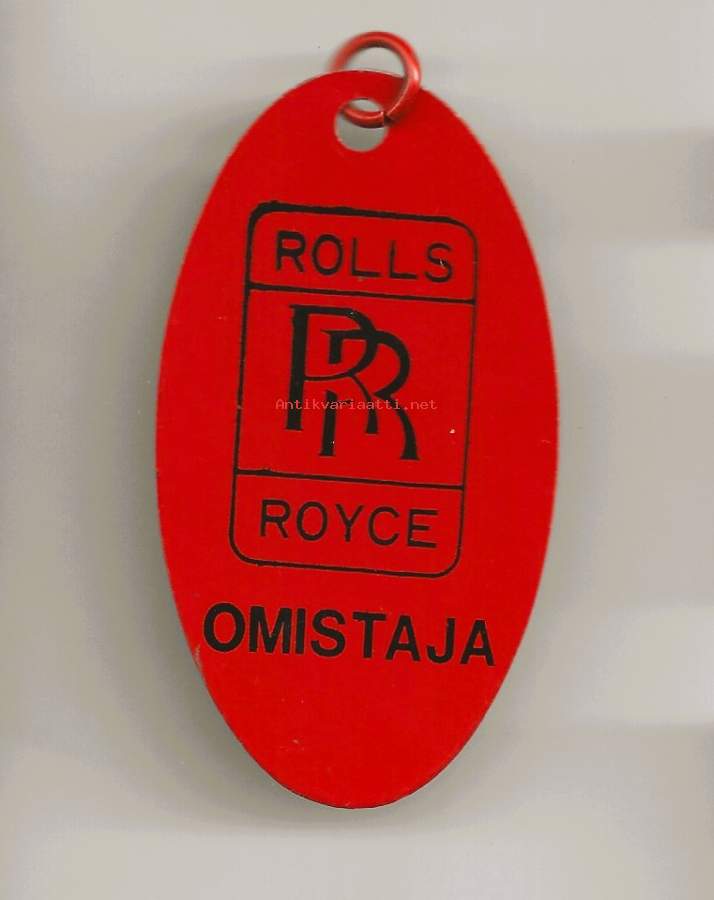 ROLLS
RR
Antikvariaatti.net
ROYCE
OMISTAJA